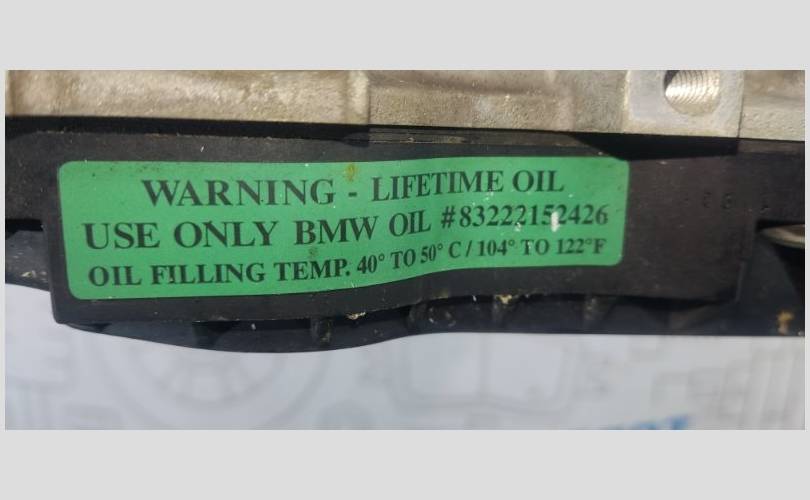 WARNING - LIFETIME OIL
USE ONLY BMW OIL #83222152426
OIL FILLING TEMP. 40° TO 50° C / 104° TO 122°F